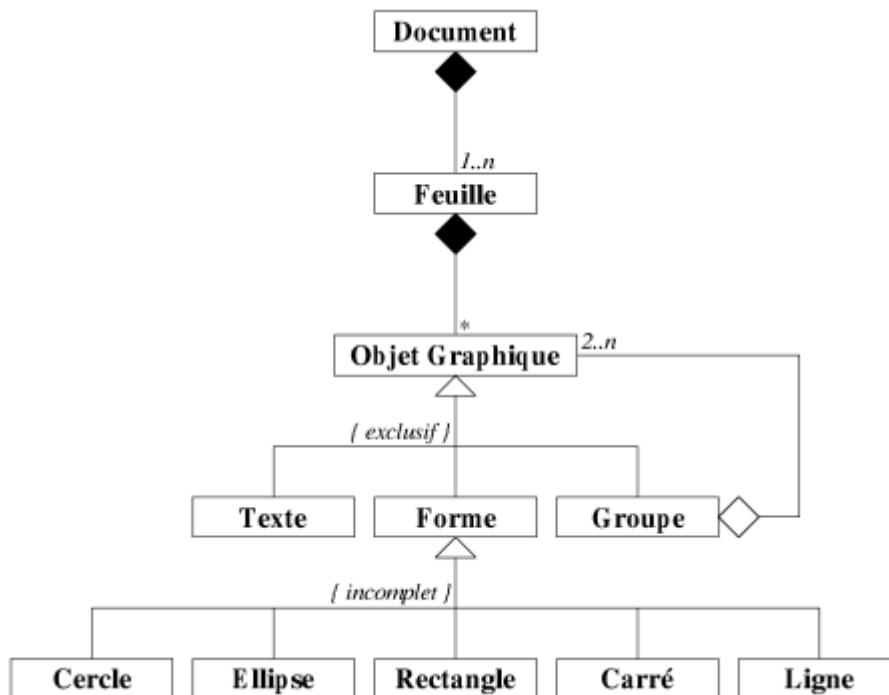 Document
1..n
Feuille
*
Objet Graphique 2..n
{ exclusif }
Texte Forme Groupe
{ incomplet }
Cercle Ellipse Rectangle Carré Ligne